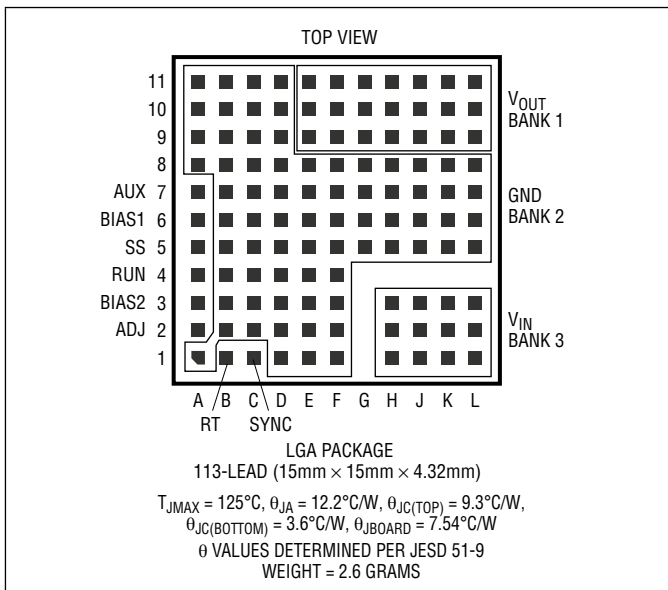 TOP VIEW
11
10
9
8
AUX 7
BIAS1 6
SS 5
RUN 4
BIAS2 3
ADJ 2
1
VOUT
BANK 1
GND
BANK 2
VIN
BANK 3
A B C D E F G H J K L
RT SYNC
LGA PACKAGE
113-LEAD (15mm × 15mm × 4.32mm)
TJMAX = 125°C, θJA = 12.2°C/W, θJC(TOP) = 9.3°C/W,
θJC(BOTTOM) = 3.6°C/W, θJBOARD = 7.54°C/W
θ VALUES DETERMINED PER JESD 51-9
WEIGHT = 2.6 GRAMS